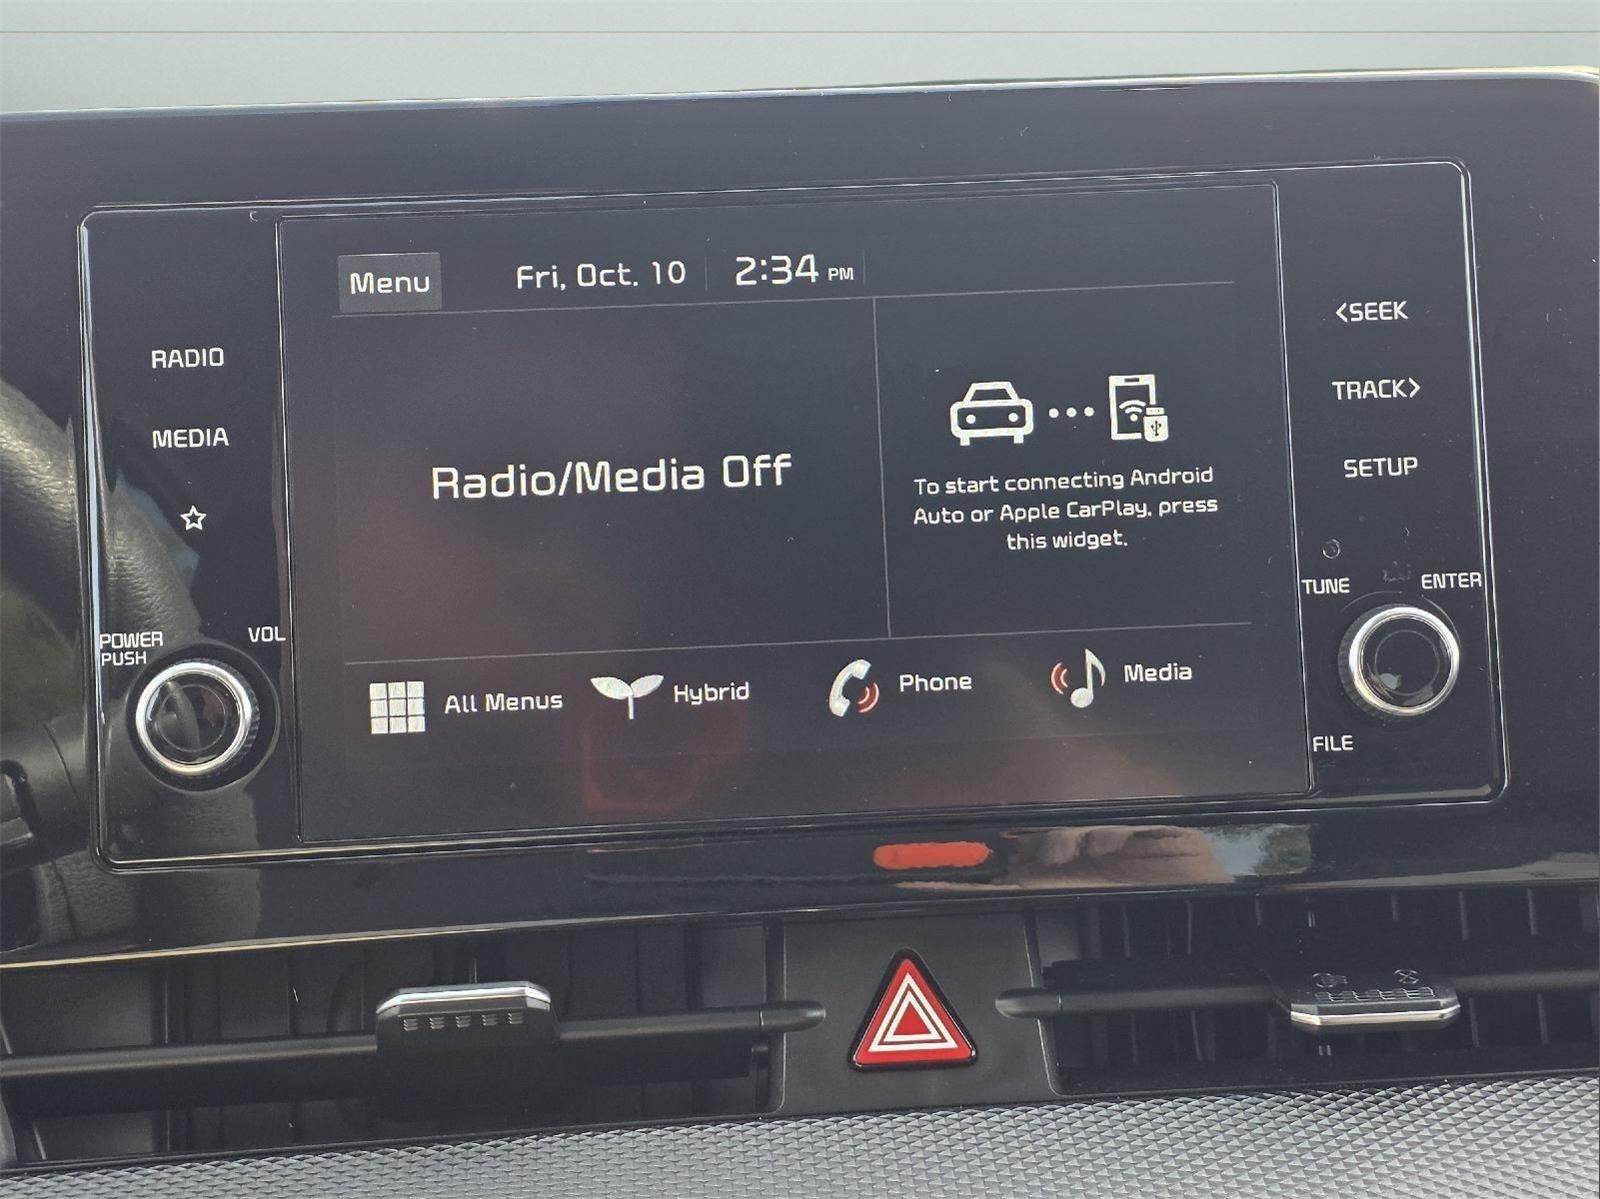 Menu
Fri, Oct. 10
2:34 PM
<SEEK
RADIO
TRACK>
MEDIA
SETUP
Radio/Media Off
To start connecting Android
Auto or Apple CarPlay, press
this widget.
TUNE
ENTER
POWER
PUSH
VOL
All Menus
Hybrid
Phone
Media
FILE